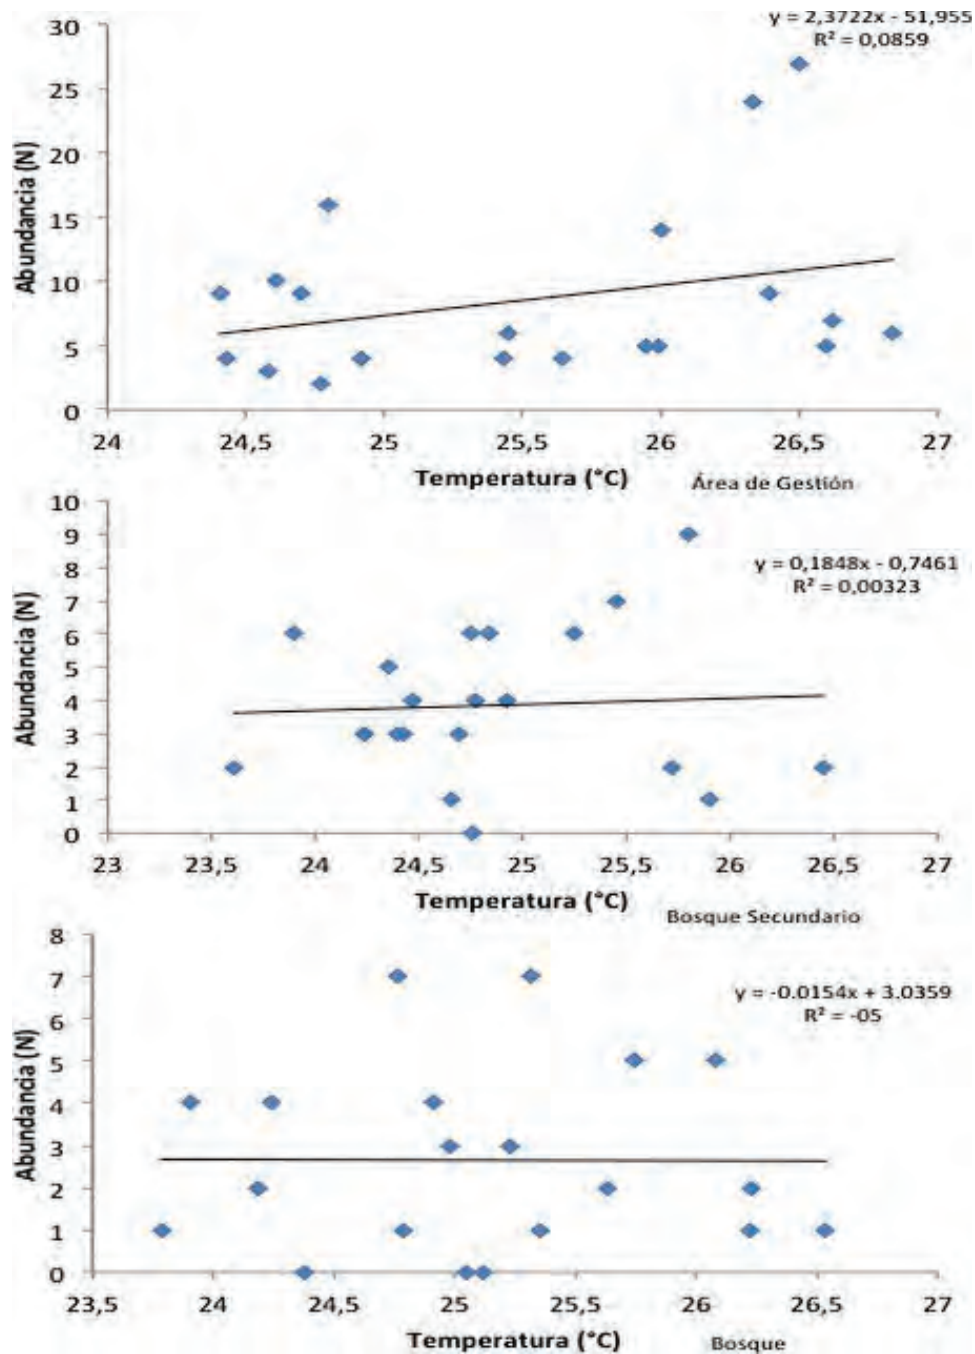 y = 2,3722x - 51,955
R² = 0,0859
30
25
20
15
10
5
0
Abundancia (N)
24 24,5 25 25,5 26 26,5 27
Temperatura (°C)
Área de Gestión
10
9
8
7
6
5
4
3
2
1
0
Abundancia (N)
y = 0,1848x - 0,7461
R² = 0,00323
23 23,5 24 24,5 25 25,5 26 26,5 27
Temperatura (°C)
Bosque Secundario
8
7
6
5
4
3
2
1
0
Abundancia (N)
y = -0.0154x + 3.0359
R² = -05
23,5 24 24,5 25 25,5 26 26,5 27
Temperatura (°C)
Bosque